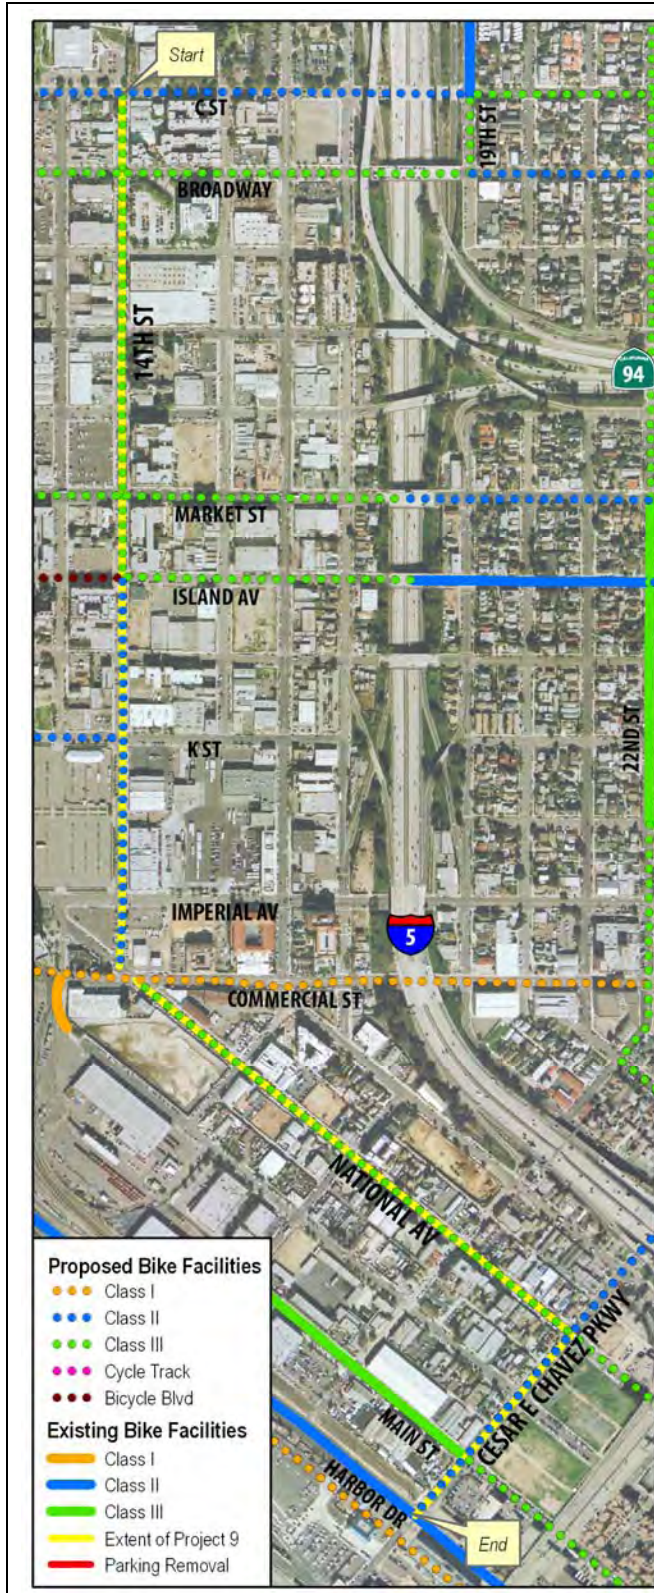 Start
C ST
19TH ST
BROADWAY
14TH ST
CALIFORNIA
94
MARKET ST
ISLAND AV
22ND ST
K ST
IMPERIAL AV
5
COMMERCIAL ST
NATIONAL AV
CESAR E CHAVEZ PKWY
MAIN ST
HARBOR DR
End
Proposed Bike Facilities
Class I
Class II
Class III
Cycle Track
Bicycle Blvd
Existing Bike Facilities
Class I
Class II
Class III
Extent of Project 9
Parking Removal